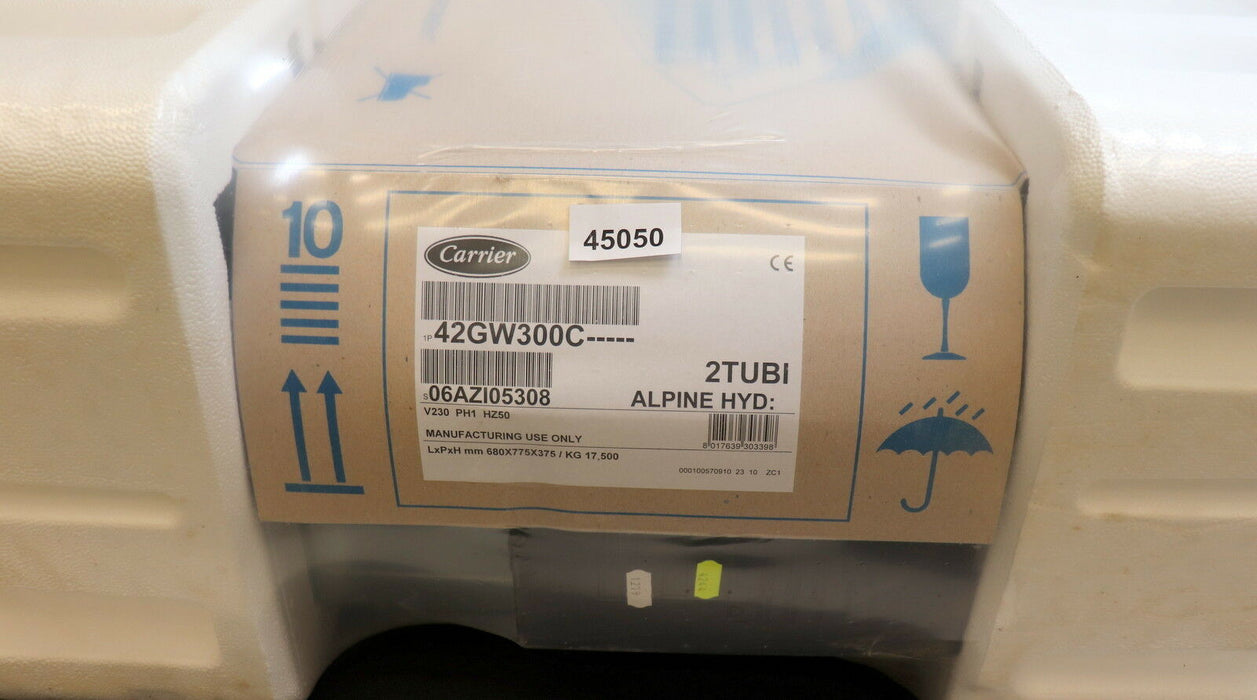 10
45050
Carrier
CE
1P 42GW300C-----
2TUBI
S 06AZI05308
ALPINE HYD:
V230 PH1 HZ50
MANUFACTURING USE ONLY
8 017639 303398
LxPxH mm 680X775X375 / KG 17,500
000100570910 23 10 ZC1